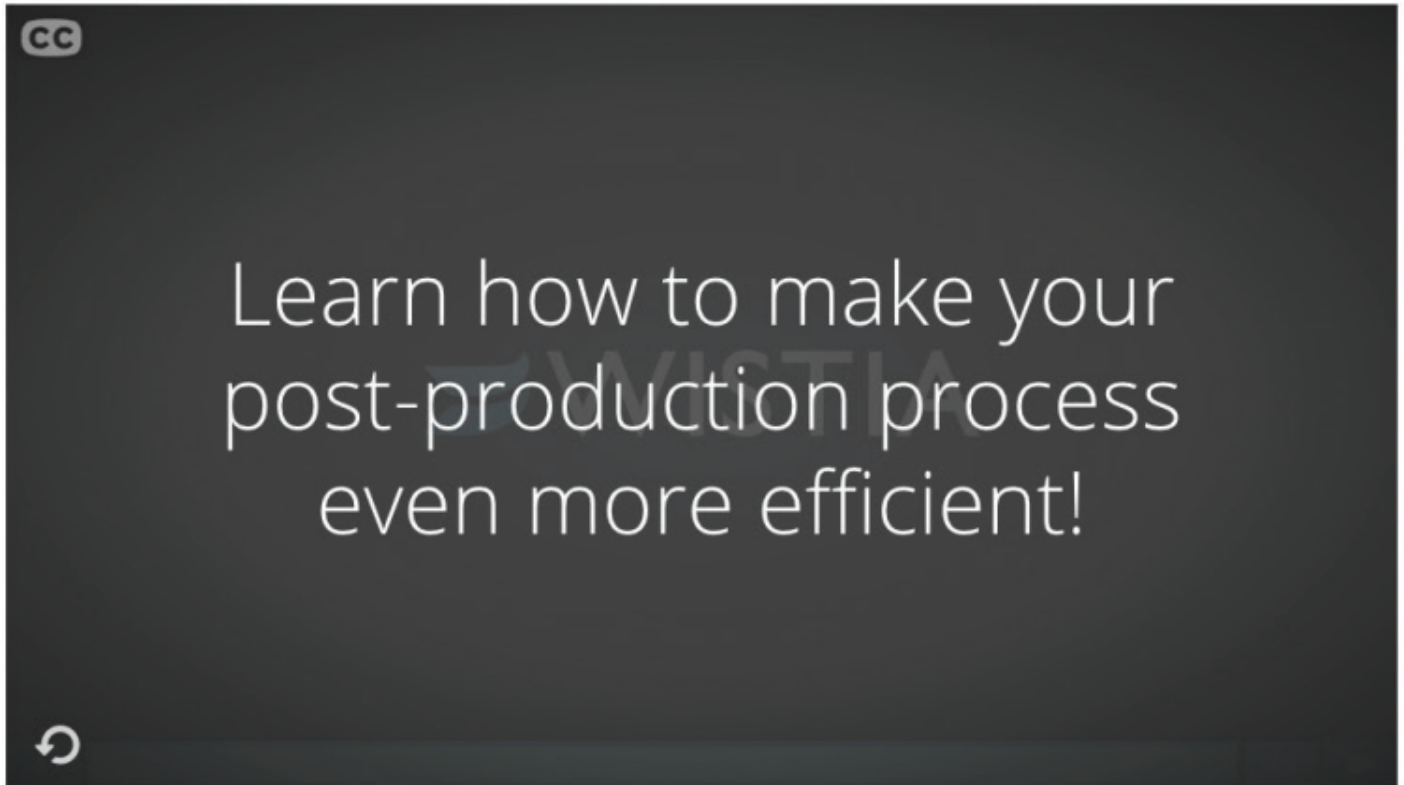 CC
Learn how to make your
post-production process
WISTIA
even more efficient!